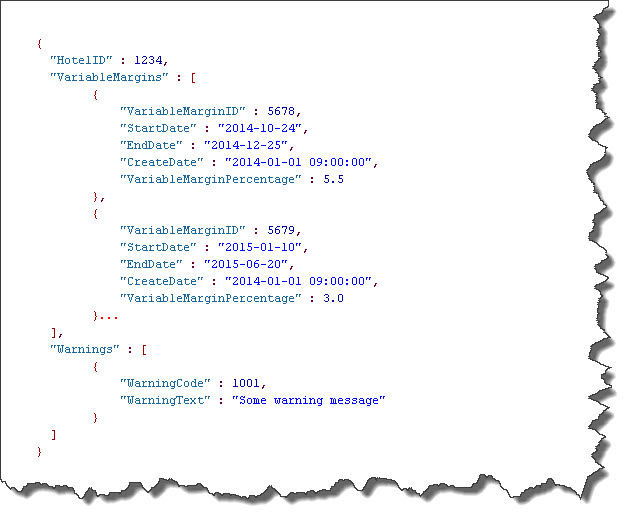 {
"HotelID" : 1234,
"VariableMargins" : [
{
"VariableMarginID" : 5678,
"StartDate" : "2014-10-24",
"EndDate" : "2014-12-25",
"CreateDate" : "2014-01-01 09:00:00",
"VariableMarginPercentage" : 5.5
},
{
"VariableMarginID" : 5679,
"StartDate" : "2015-01-10",
"EndDate" : "2015-06-20",
"CreateDate" : "2014-01-01 09:00:00",
"VariableMarginPercentage" : 3.0
}...
],
"Warnings" : [
{
"WarningCode" : 1001,
"WarningText" : "Some warning message"
}
]
}